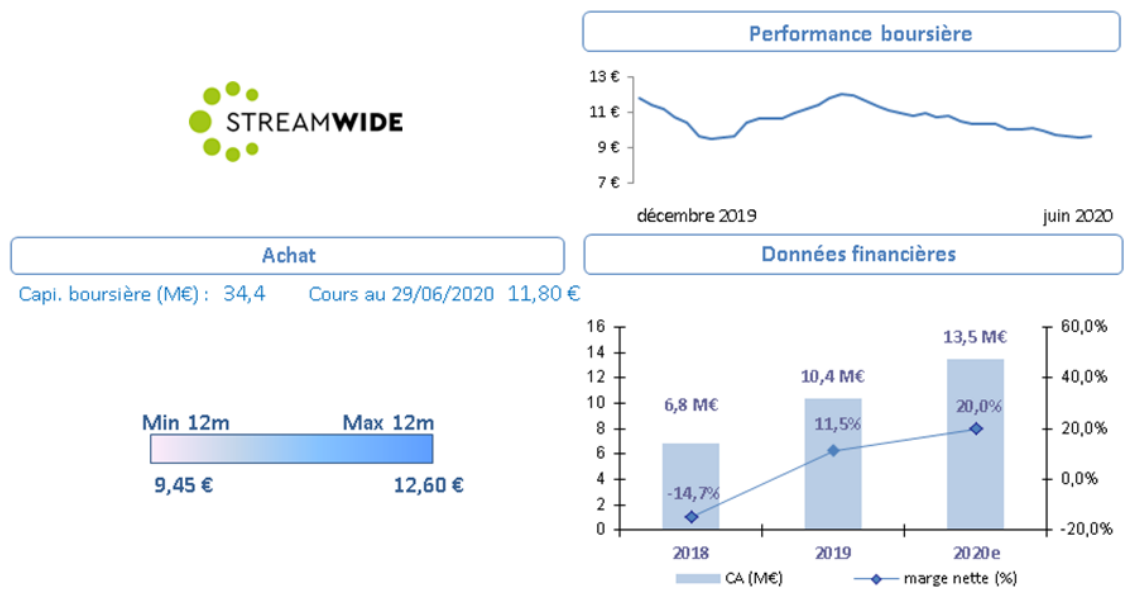 STREAMWIDE
Performance boursière
13 €
11 €
9 €
7 €
décembre 2019 juin 2020
Achat
Capi. boursière (M€) : 34,4 Cours au 29/06/2020 11,80 €
Min 12m Max 12m
9,45 € 12,60 €
Données financières
16
14
12
10
8
6
4
2
0
60,0%
40,0%
20,0%
0,0%
-20,0%
6,8 M€
10,4 M€
13,5 M€
-14,7%
11,5%
20,0%
2018 2019 2020e
CA (M€) marge nette (%)